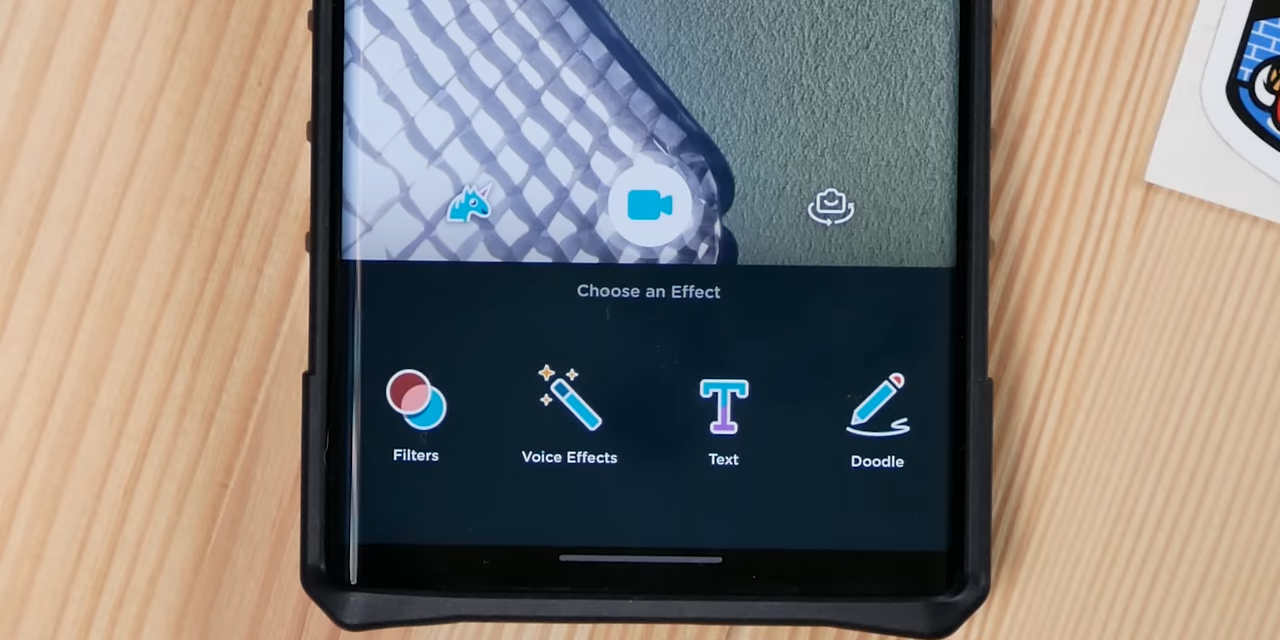 Choose an Effect
Filters
Voice Effects
Text
Doodle